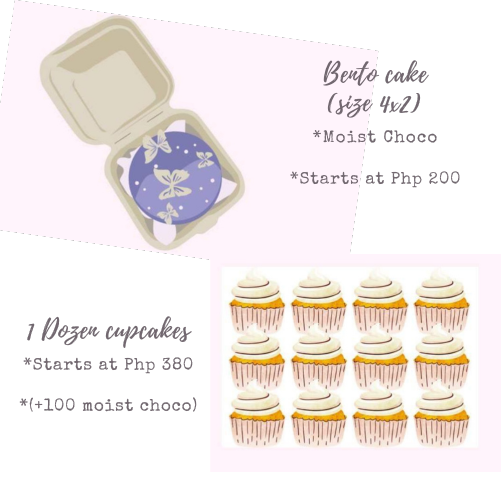 Bento cake
(size 4x2)
*Moist Choco
*Starts at Php 200
1 Dozen cupcakes
*Starts at Php 380
*(+100 moist choco)